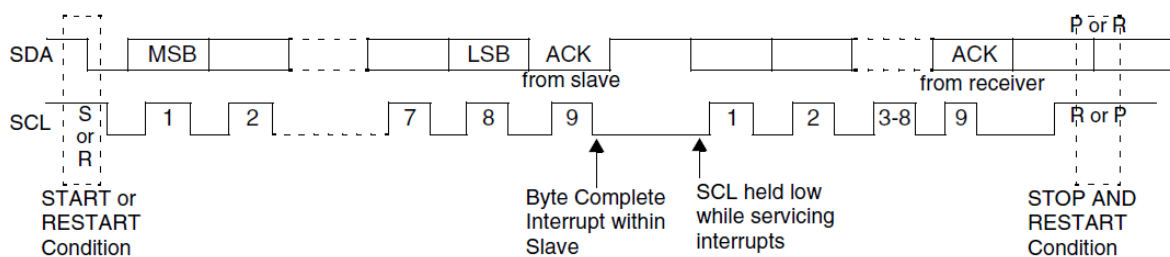 P or R
SDA MSB LSB ACK ACK
from slave from receiver
SCL S or R 1 2 7 8 9 1 2 3-8 9 R or P
START or
RESTART
Condition
Byte Complete
Interrupt within
Slave
SCL held low
while servicing
interrupts
STOP AND
RESTART
Condition